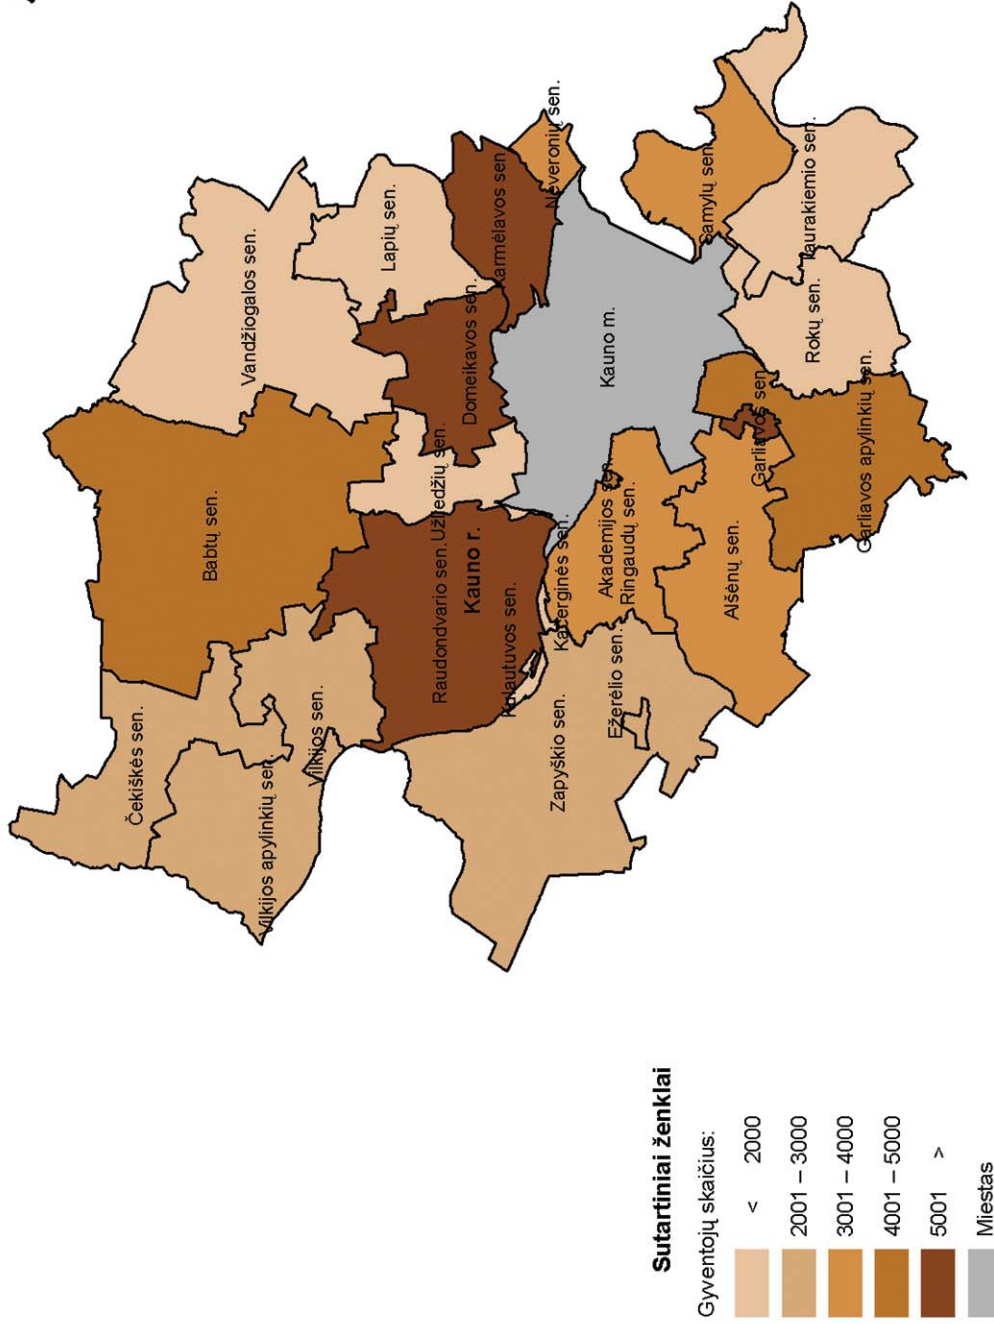 Čekiškės sen.
Babtų sen.
Vandžiogalos sen.
Vilkijos apylinkių sen.
Vilkijos sen.
Lapių sen.
Raudondvario sen.
Užliedžių sen.
Domeikavos sen.
Kauno r.
Karmėlavos sen
Kulautuvos sen.
Neveronių sen.
Zapyškio sen.
Kačerginės sen.
Akademijos sen.
Kauno m.
Ežerėlio sen.
Ringaudų sen.
Samylų sen.
Alšėnų sen.
Garliavos sen.
Taurakiemio sen.
Rokų sen.
Garliavos apylinkių sen.
Sutartiniai ženklai
Gyventojų skaičius:
< 2000
2001 – 3000
3001 – 4000
4001 – 5000
5001 >
Miestas